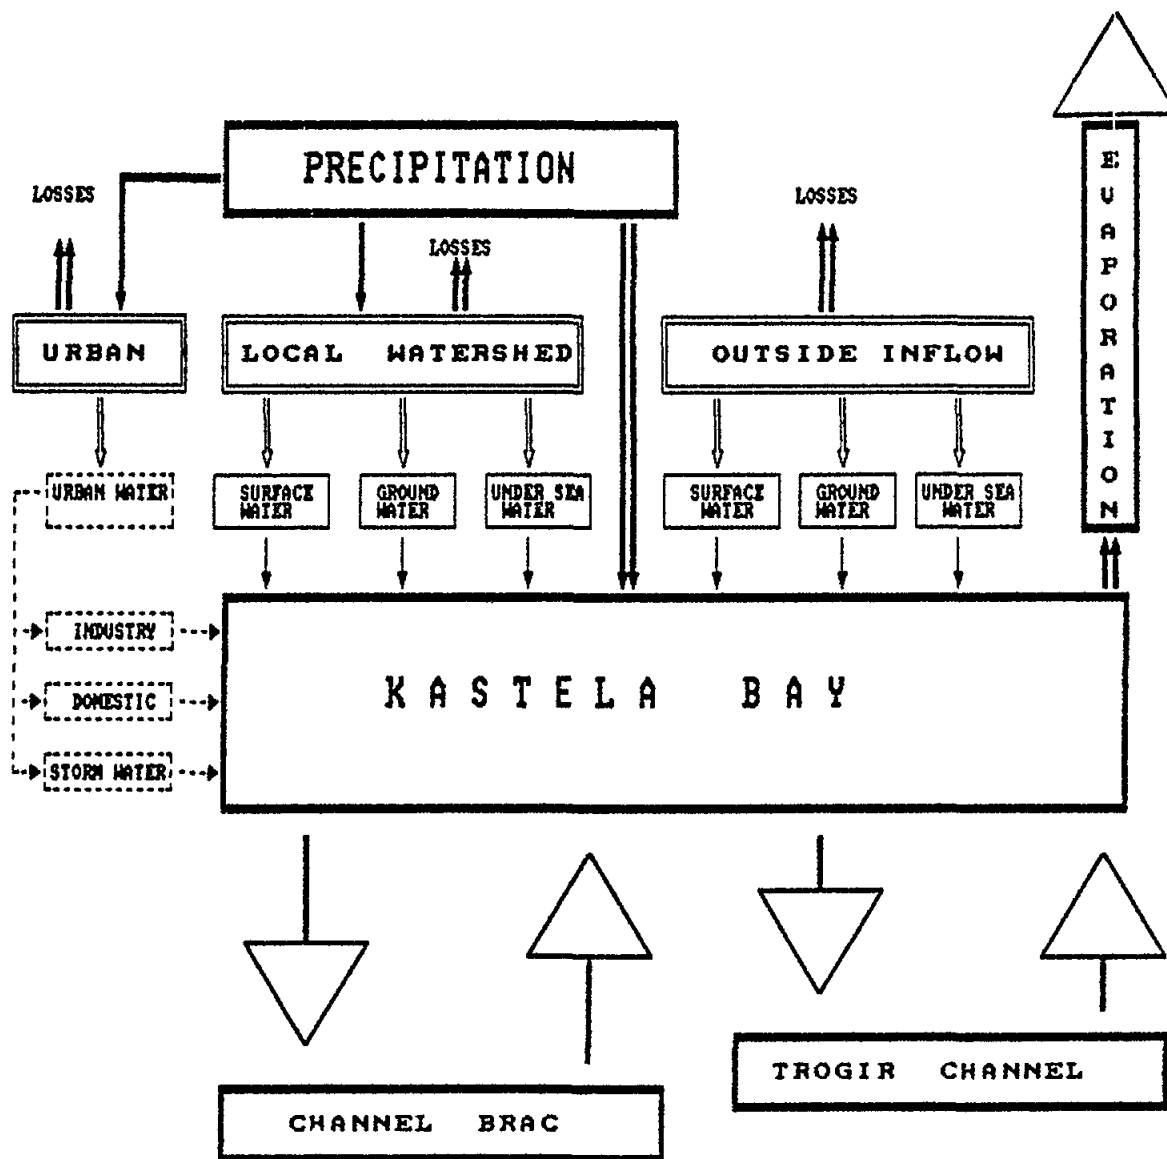 PRECIPITATION
LOSSES
LOSSES
LOSSES
EVAPORATION
URBAN
LOCAL WATERSHED
OUTSIDE INFLOW
URBAN WATER
SURFACE
WATER
GROUND
WATER
UNDER SEA
WATER
SURFACE
WATER
GROUND
WATER
UNDER SEA
WATER
INDUSTRY
DOMESTIC
STORM WATER
KASTELA BAY
TROGIR CHANNEL
CHANNEL BRAC